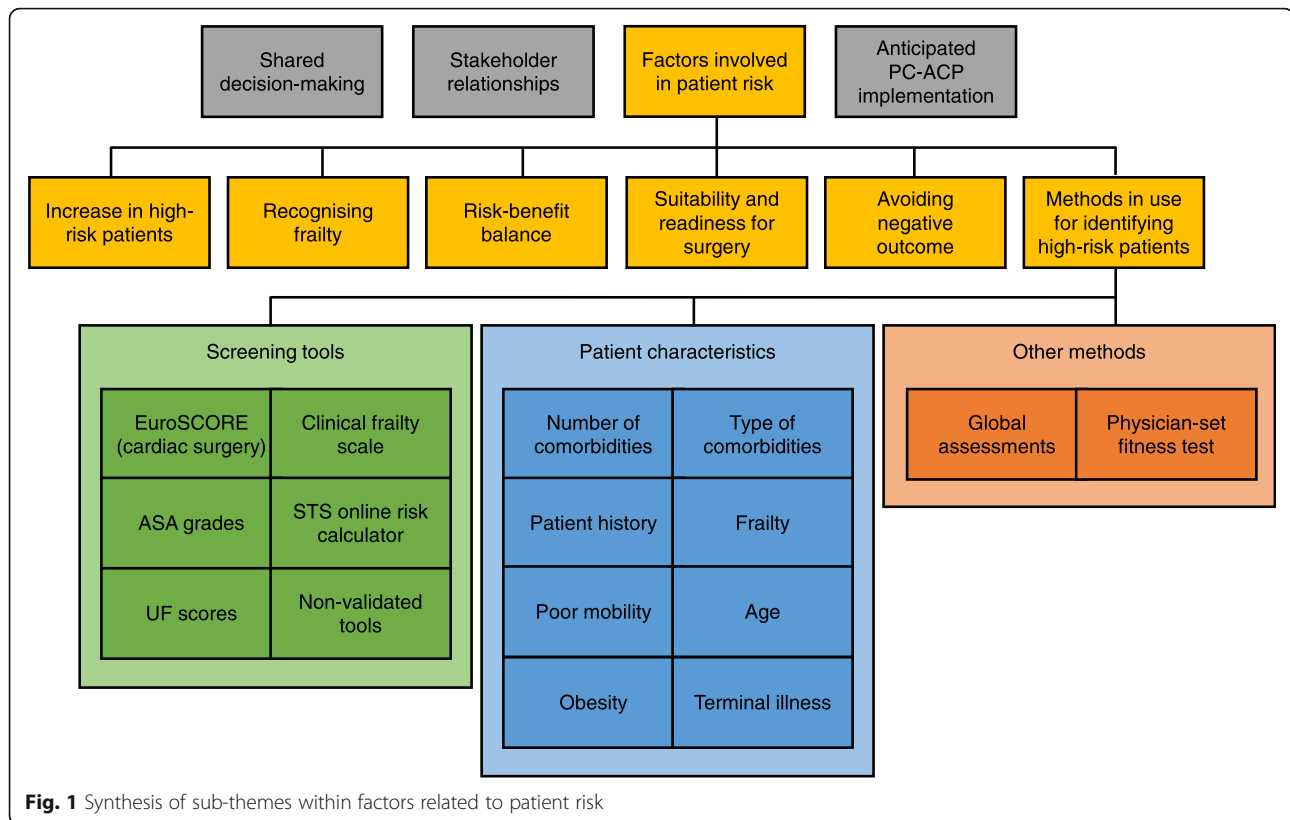 Shared
decision-making
Stakeholder
relationships
Factors involved
in patient risk
Anticipated
PC-ACP
implementation
Increase in high-
risk patients
Recognising
frailty
Risk-benefit
balance
Suitability and
readiness for
surgery
Avoiding
negative
outcome
Methods in use
for identifying
high-risk patients
Screening tools
EuroSCORE
(cardiac surgery)
Clinical frailty
scale
ASA grades
STS online risk
calculator
UF scores
Non-validated
tools
Patient characteristics
Number of
comorbidities
Type of
comorbidities
Patient history
Frailty
Poor mobility
Age
Obesity
Terminal illness
Other methods
Global
assessments
Physician-set
fitness test
Fig. 1 Synthesis of sub-themes within factors related to patient risk